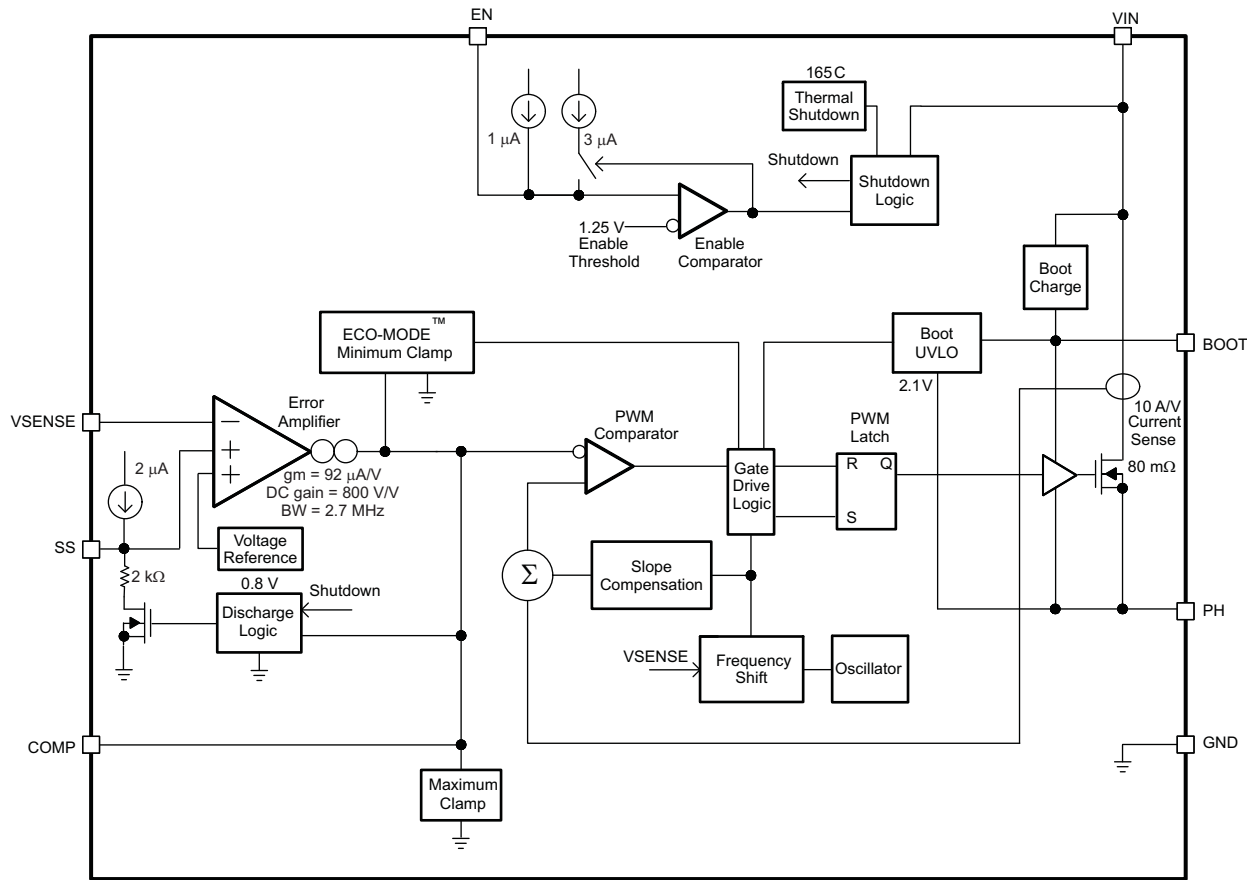 EN
VIN
165C
Thermal
Shutdown
1 μA
3 μA
Shutdown
Shutdown
Logic
1.25 V
Enable
Threshold
Enable
Comparator
Boot
Charge
ECO-MODE™
Minimum Clamp
Boot
UVLO
BOOT
2.1V
VSENSE
Error
Amplifier
PWM
Comparator
PWM
Latch
10 A/V
Current
Sense
−
+
+
2 μA
gm = 92 μA/V
DC gain = 800 V/V
BW = 2.7 MHz
Gate
Drive
Logic
R
Q
S
80 mΩ
SS
Voltage
Reference
2 kΩ
0.8 V
Shutdown
Discharge
Logic
Σ
Slope
Compensation
PH
VSENSE
Frequency
Shift
Oscillator
COMP
GND
Maximum
Clamp